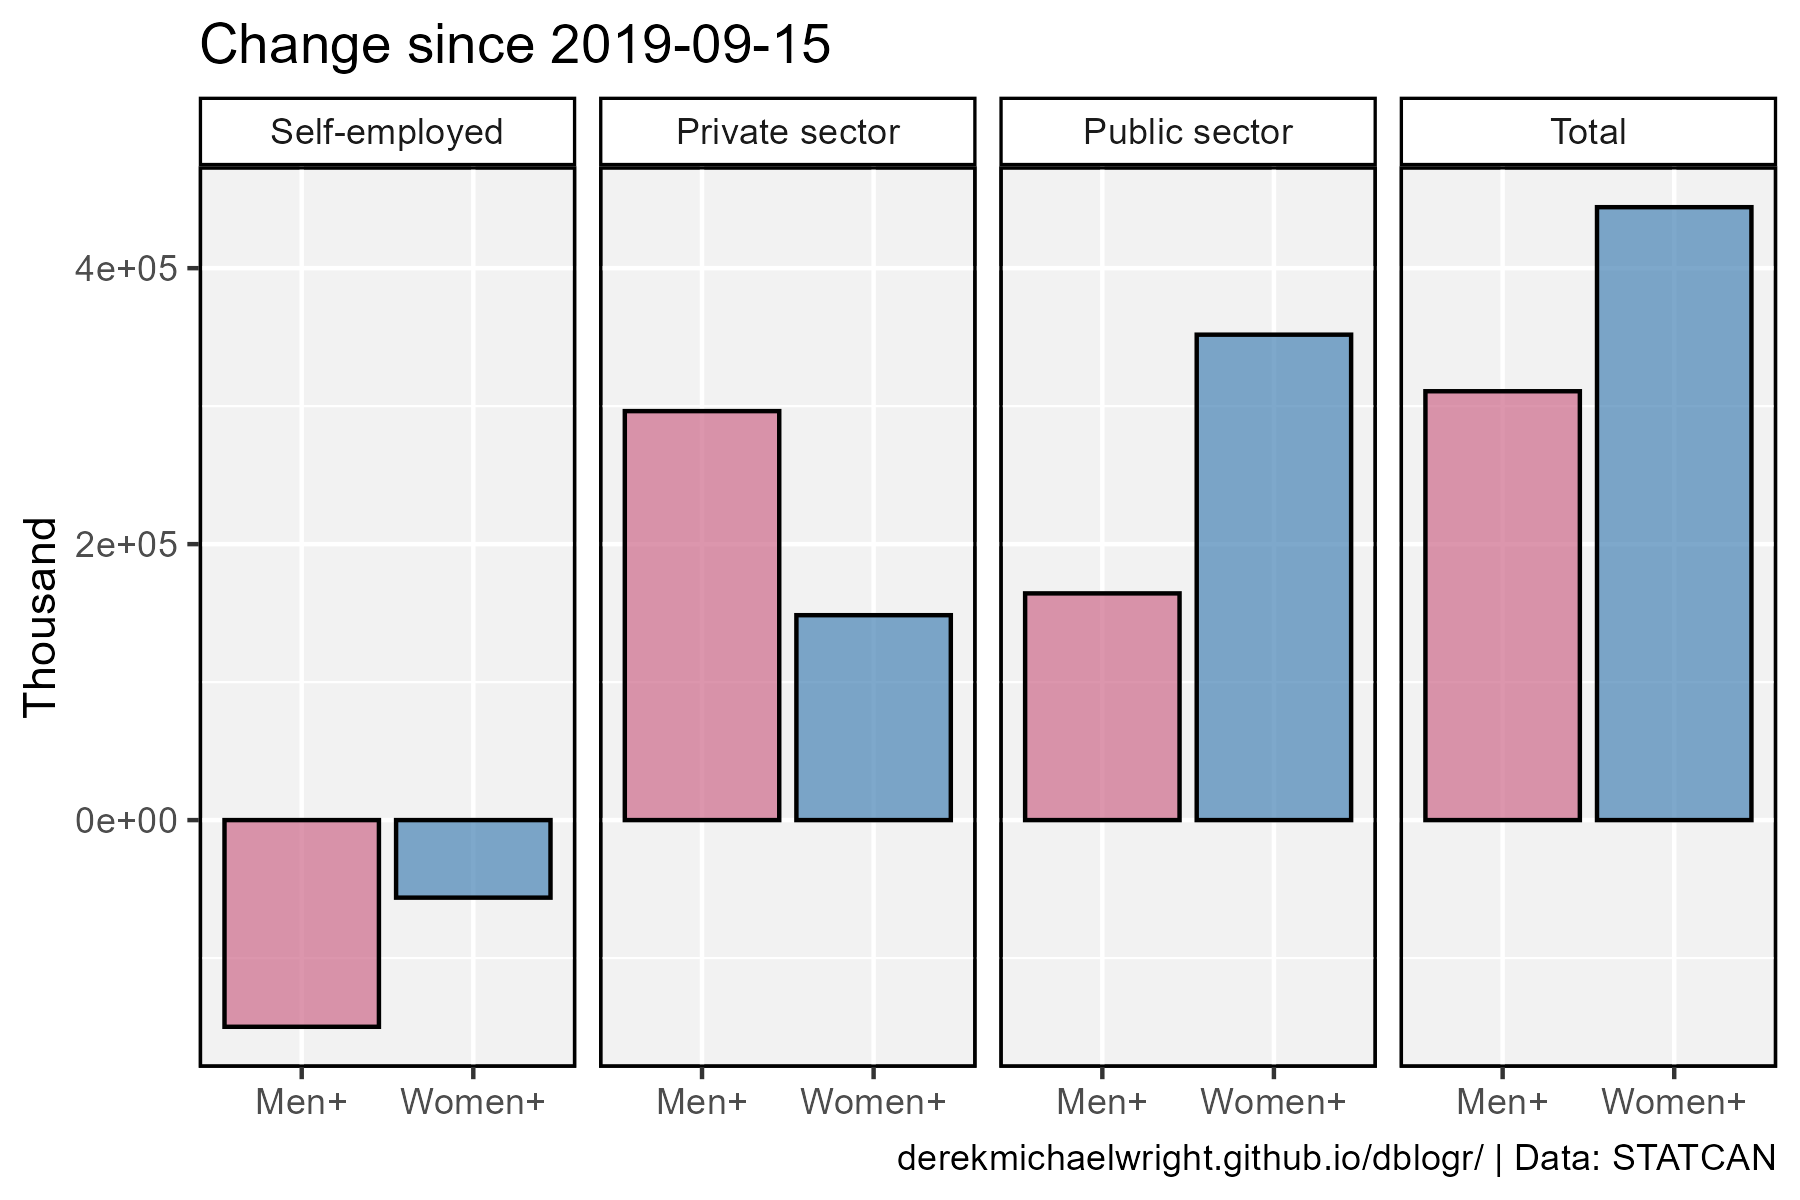 Change since 2019-09-15
Self-employed
Private sector
Public sector
Total
Thousand
4e+05
2e+05
0e+00
Men+
Women+
Men+
Women+
Men+
Women+
Men+
Women+
derekmichaelwright.github.io/dblogr/ | Data: STATCAN